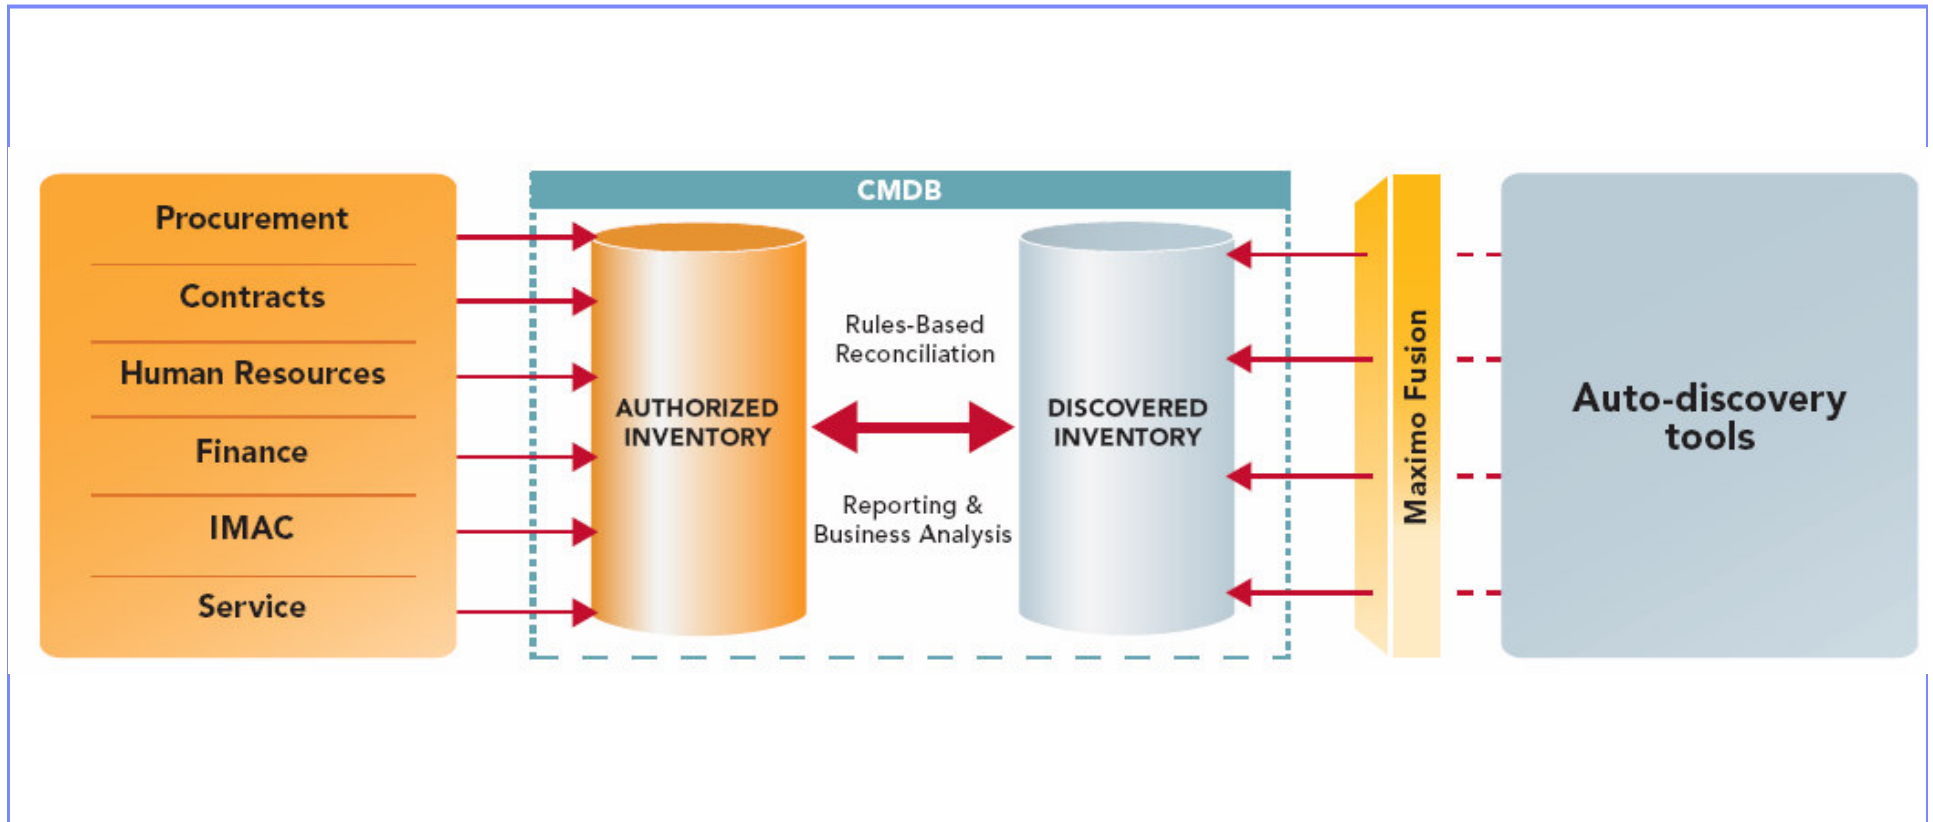 Procurement
Contracts
Human Resources
Finance
IMAC
Service
CMDB
AUTHORIZED
INVENTORY
Rules-Based
Reconciliation
Reporting &
Business Analysis
DISCOVERED
INVENTORY
Maximo Fusion
Auto-discovery
tools